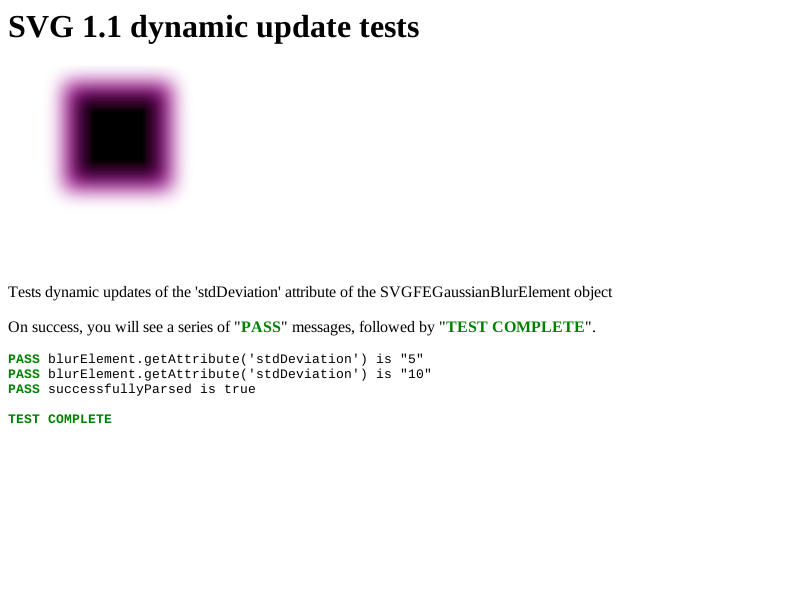 SVG 1.1 dynamic update tests
Tests dynamic updates of the 'stdDeviation' attribute of the SVGFEGaussianBlurElement object
On success, you will see a series of "PASS" messages, followed by "TEST COMPLETE".
PASS blurElement.getAttribute('stdDeviation') is "5"
PASS blurElement.getAttribute('stdDeviation') is "10"
PASS successfullyParsed is true
TEST COMPLETE